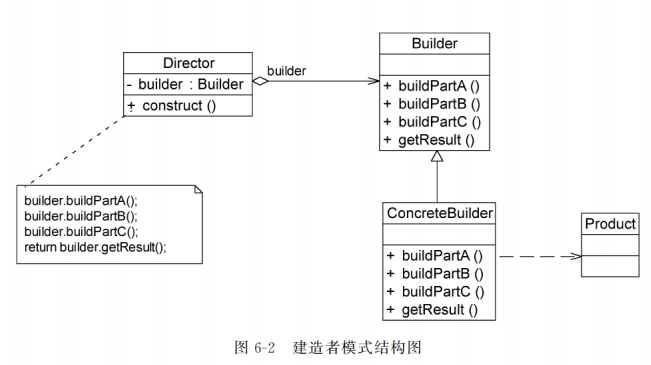 Builder
Director
builder
- builder : Builder
+ construct ()
+ buildPartA ()
+ buildPartB ()
+ buildPartC ()
+ getResult ()
builder.buildPartA();
builder.buildPartB();
builder.buildPartC();
return builder.getResult();
ConcreteBuilder
+ buildPartA ()
+ buildPartB ()
+ buildPartC ()
+ getResult ()
Product
图 6-2 建造者模式结构图